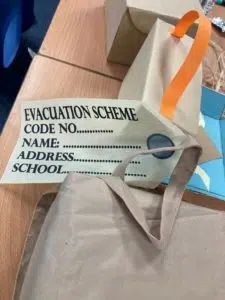 EVACUATION SCHEME
CODE NO............
NAME: ..................
ADDRESS..................
SCHOOL..................